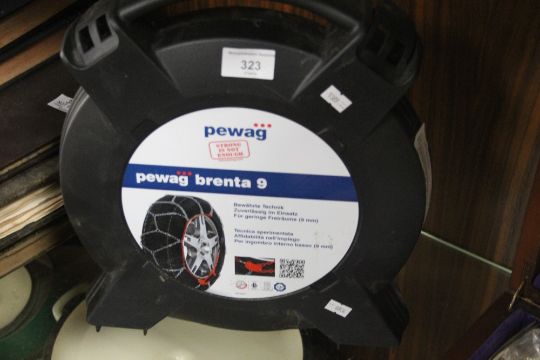 323
pewag
STRONG
IS NOT
ENOUGH
pewag brenta 9
Bewährte Technik
Zuverlässig im Einsatz
Für geringe Freiräume (9 mm)
Tecnica sperimentata
Affidabilità nell'impiego
Per ingombro interno basso (9 mm)